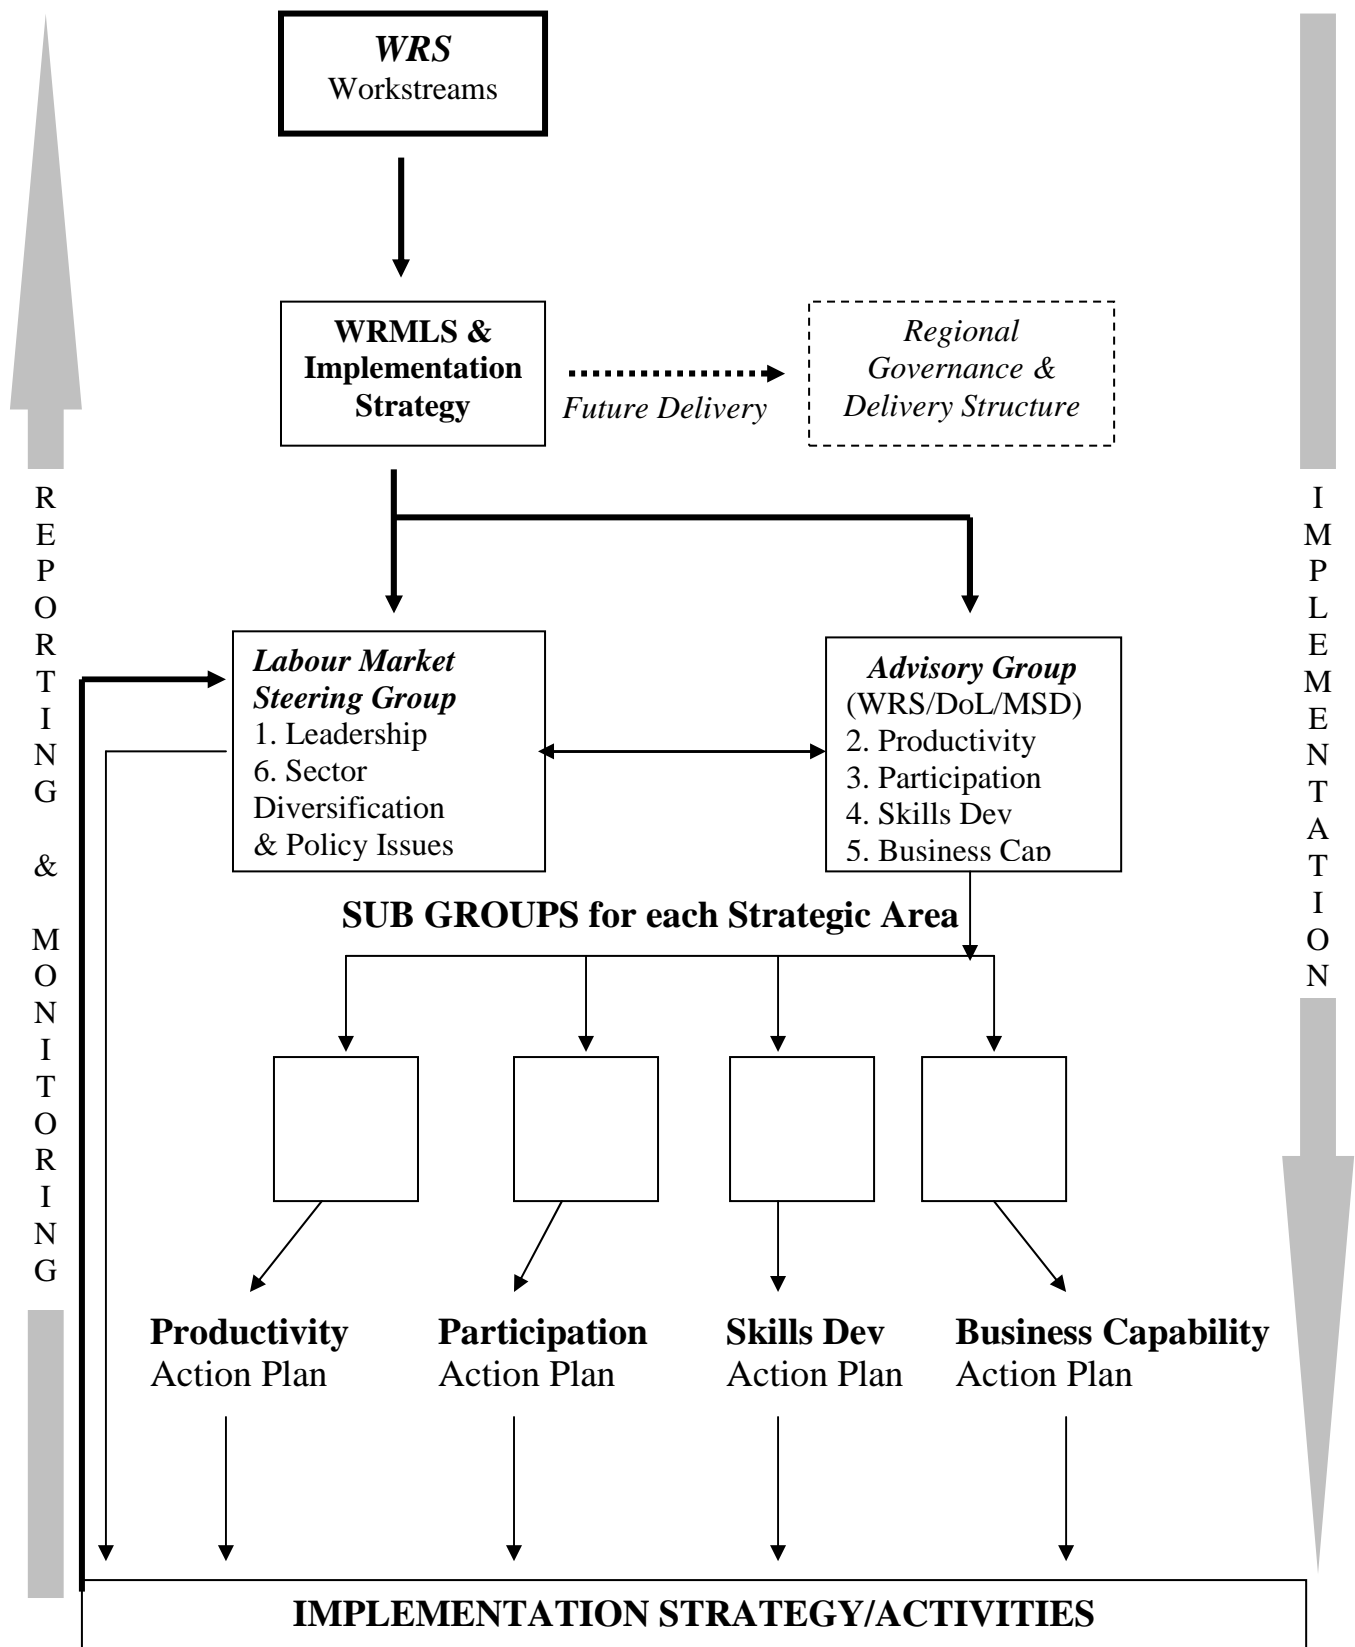 WRS
Workstreams
WRMLS &
Implementation
Strategy
Future Delivery
Regional
Governance &
Delivery Structure
REPORTING & MONITORING
IMPLEMENTATION
Labour Market
Steering Group
1. Leadership
6. Sector
Diversification
& Policy Issues
Advisory Group
(WRS/DoL/MSD)
2. Productivity
3. Participation
4. Skills Dev
5. Business Cap
SUB GROUPS for each Strategic Area
Productivity
Action Plan
Participation
Action Plan
Skills Dev
Action Plan
Business Capability
Action Plan
IMPLEMENTATION STRATEGY/ACTIVITIES